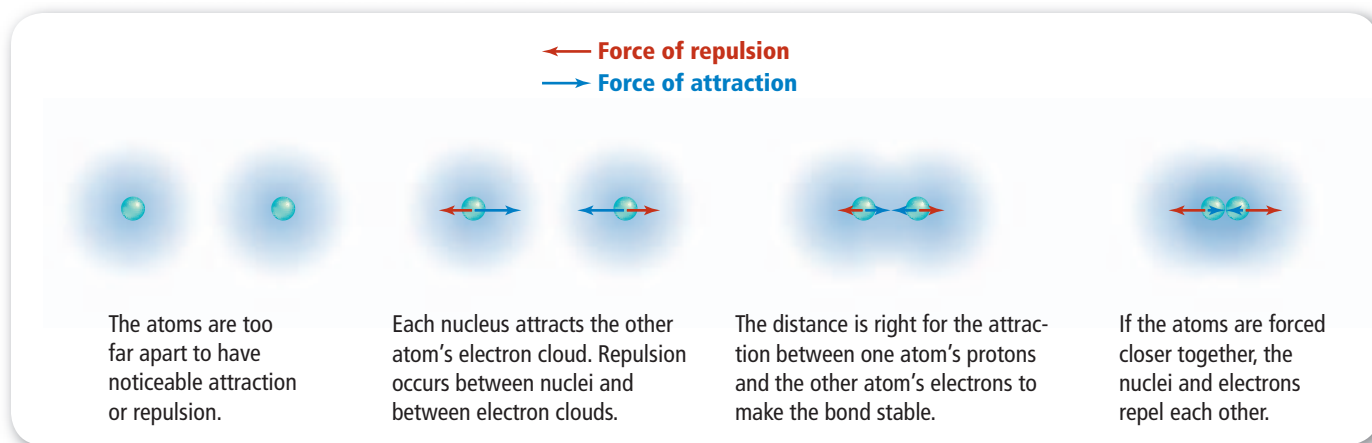 Force of repulsion
Force of attraction
The atoms are too
far apart to have
noticeable attraction
or repulsion.
Each nucleus attracts the other
atom's electron cloud. Repulsion
occurs between nuclei and
between electron clouds.
The distance is right for the attrac-
tion between one atom's protons
and the other atom's electrons to
make the bond stable.
If the atoms are forced
closer together, the
nuclei and electrons
repel each other.